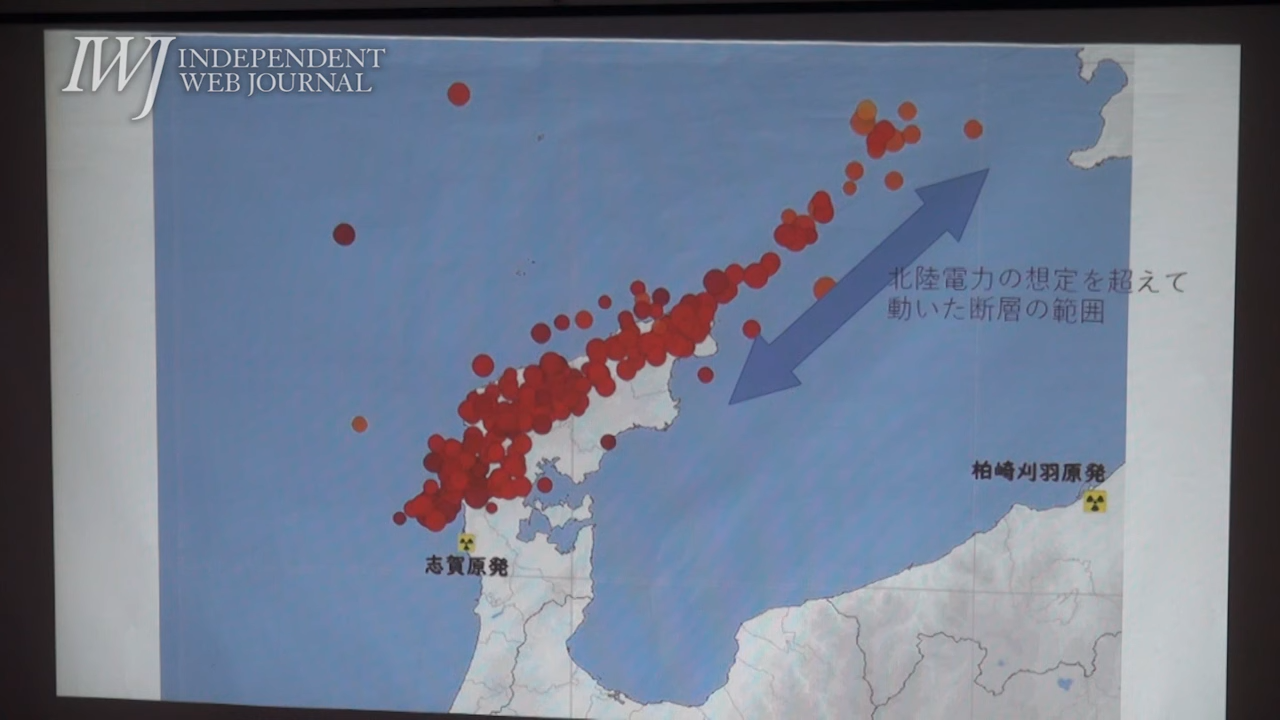 IWJ INDEPENDENT
WEB JOURNAL
北陸電力の想定を超えて
動いた断層の範囲
柏崎刈羽原発
志賀原発